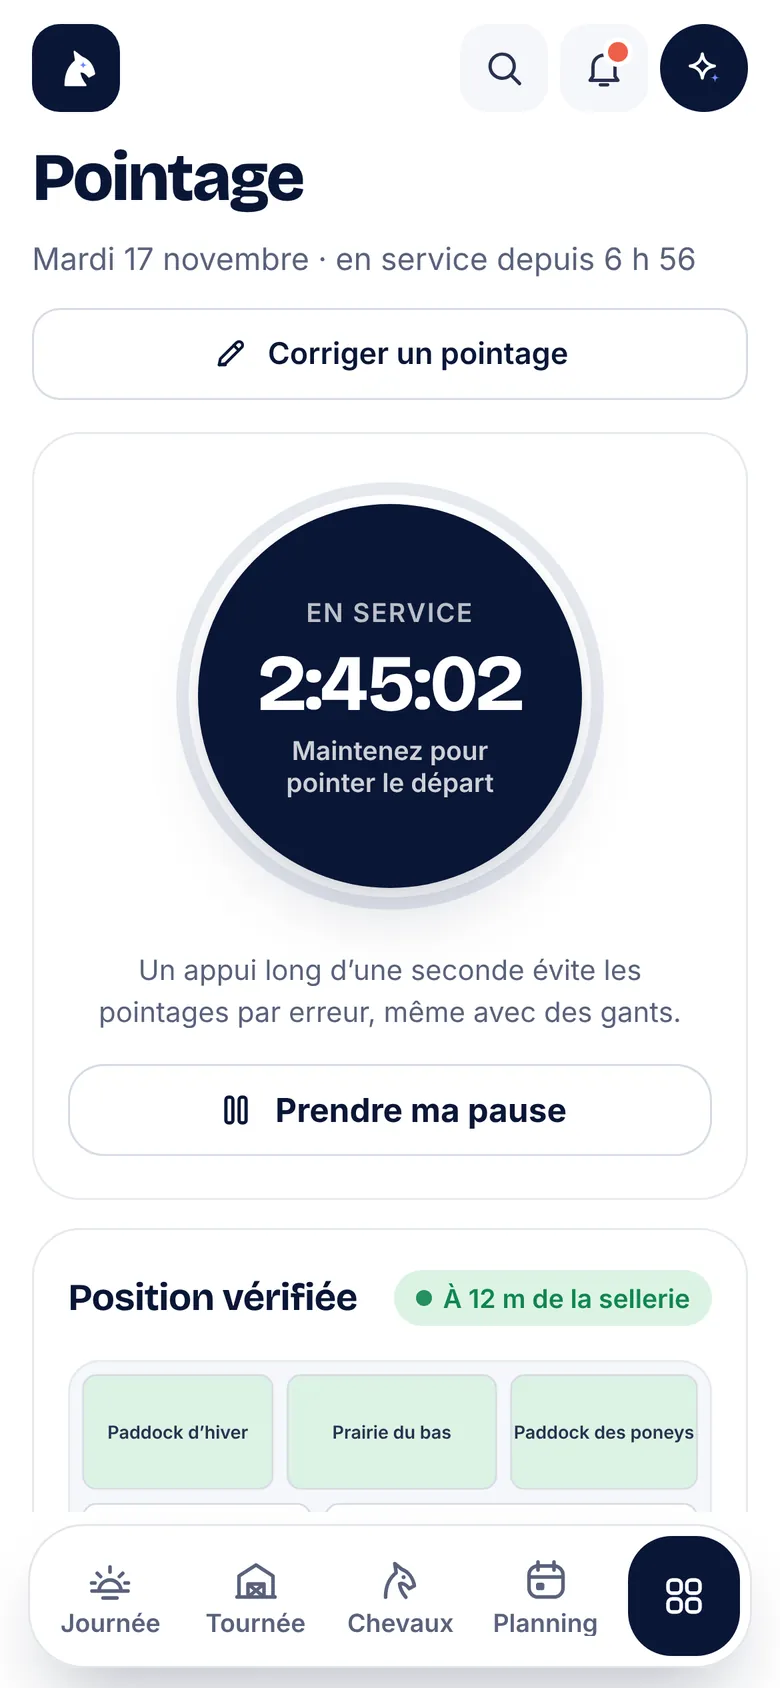 Pointage
Mardi 17 novembre · en service depuis 6 h 56
Corriger un pointage
EN SERVICE
2:45:02
Maintenez pour
pointer le départ
Un appui long d’une seconde évite les
pointages par erreur, même avec des gants.
Prendre ma pause
Position vérifiée
À 12 m de la sellerie
Paddock d’hiver
Prairie du bas
Paddock des poneys
Journée
Tournée
Chevaux
Planning